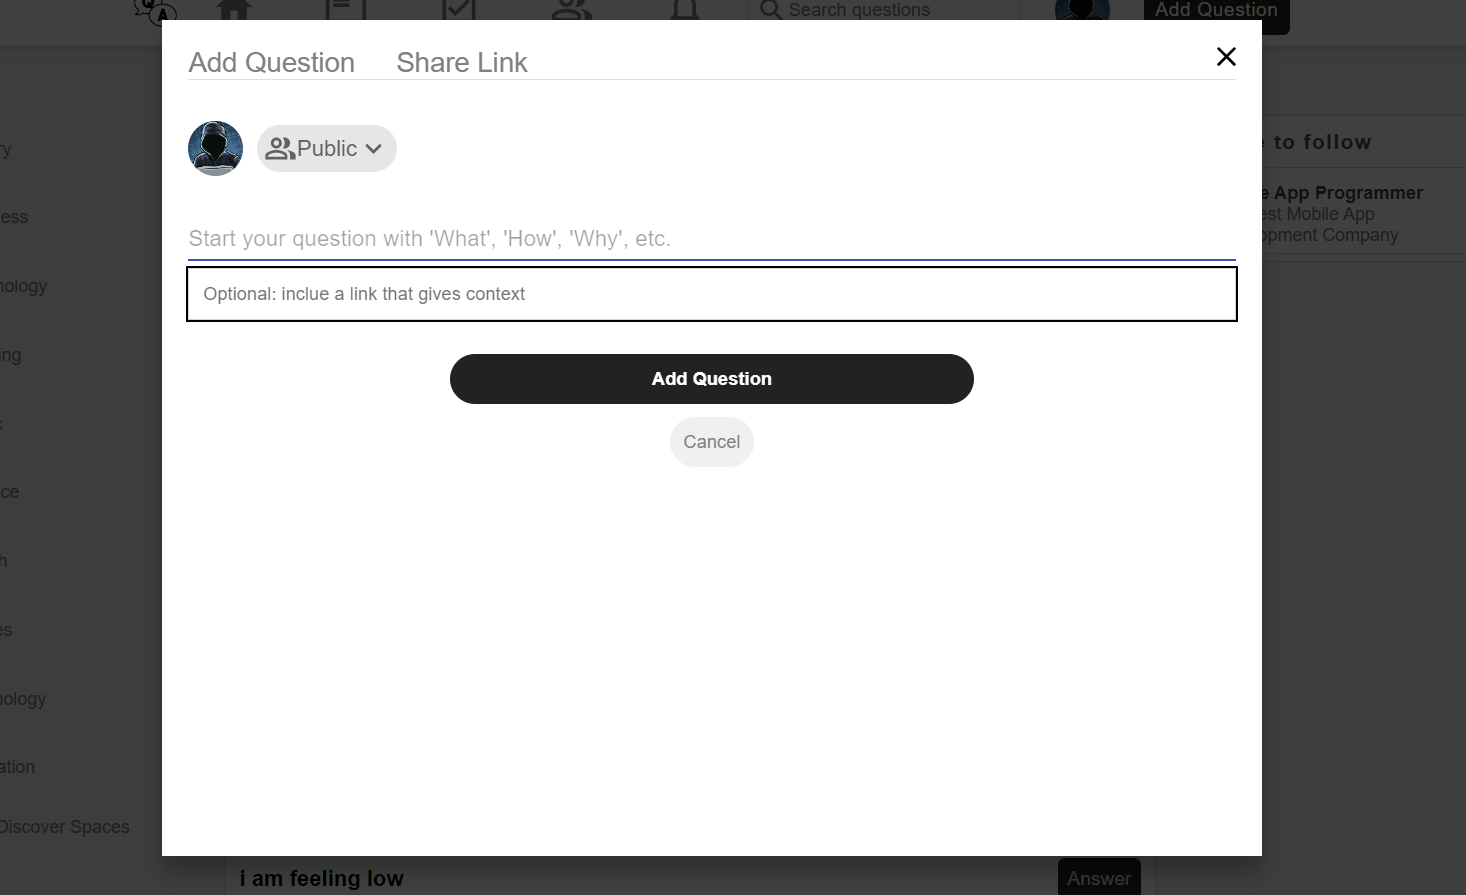 Q
A
Search questions
Add Question
Add Question Share Link
Public
Start your question with 'What', 'How', 'Why', etc.
Optional: inclue a link that gives context
Add Question
Cancel
ry
ess
nology
ing
ce
h
es
nology
ation
Discover Spaces
e to follow
e App Programmer
est Mobile App
opment Company
i am feeling low
Answer